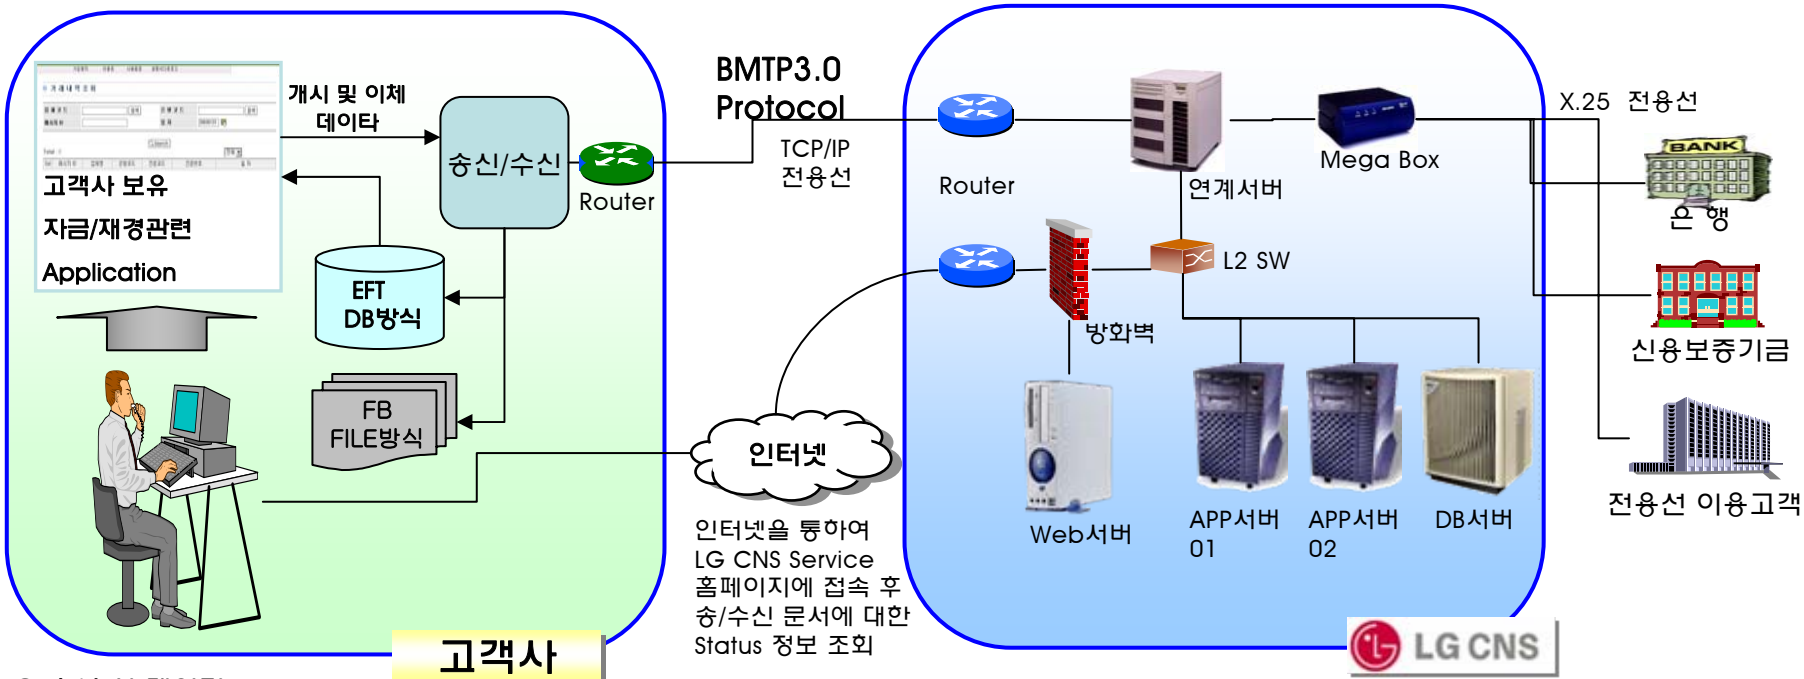 거래내역조회
고객사 보유
자금/재경관련
Application
개시 및 이체
데이타
송신/수신
Router
EFT
DB방식
FB
FILE방식
고객사
BMTP3.0
Protocol
TCP/IP
전용선
인터넷
인터넷을 통하여
LG CNS Service
홈페이지에 접속 후
송/수신 문서에 대한
Status 정보 조회
Router
연계서버
Mega Box
L2 SW
방화벽
Web서버
APP서버
01
APP서버
02
DB서버
LG CNS
X.25 전용선
BANK
은 행
신용보증기금
전용선 이용고객